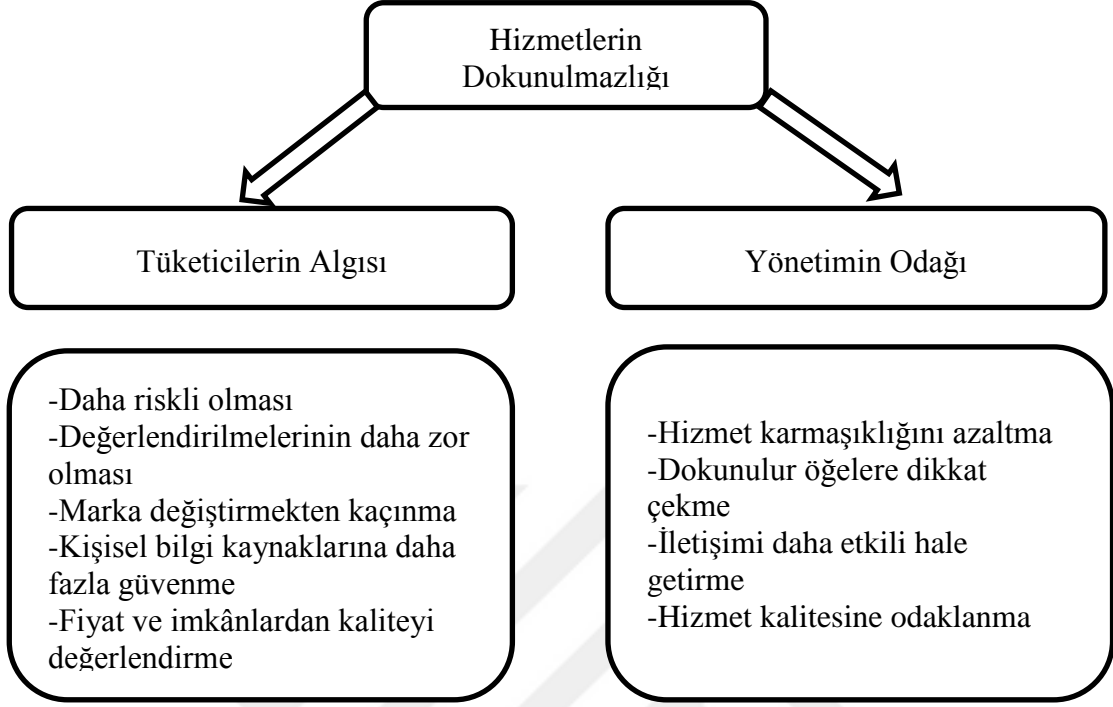 Hizmetlerin
Dokunulmazlığı
Tüketicilerin Algısı
Yönetimin Odağı
-Daha riskli olması
-Değerlendirilmelerinin daha zor
olması
-Marka değiştirmekten kaçınma
-Kişisel bilgi kaynaklarına daha
fazla güvenme
-Fiyat ve imkânlardan kaliteyi
değerlendirme
-Hizmet karmaşıklığını azaltma
-Dokunulur öğelere dikkat
çekme
-İletişimi daha etkili hale
getirme
-Hizmet kalitesine odaklanma